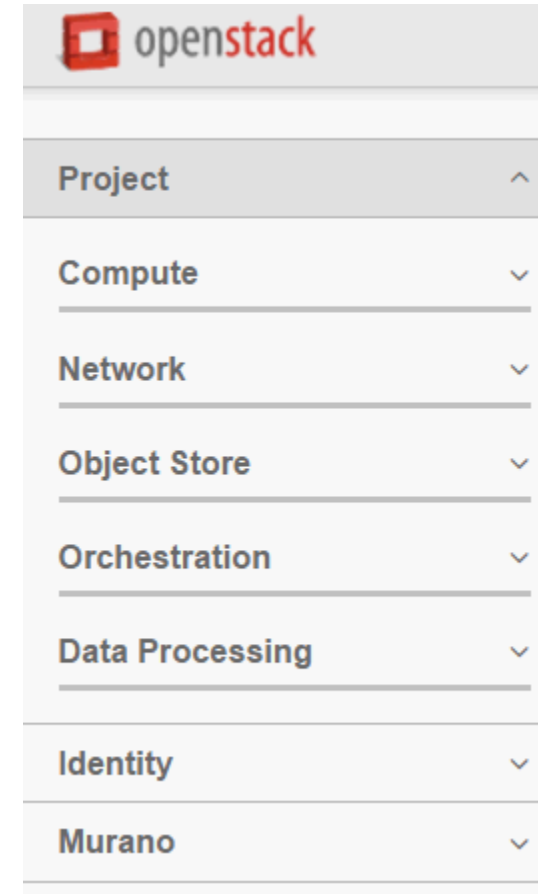 openstack
Project
Compute
Network
Object Store
Orchestration
Data Processing
Identity
Murano